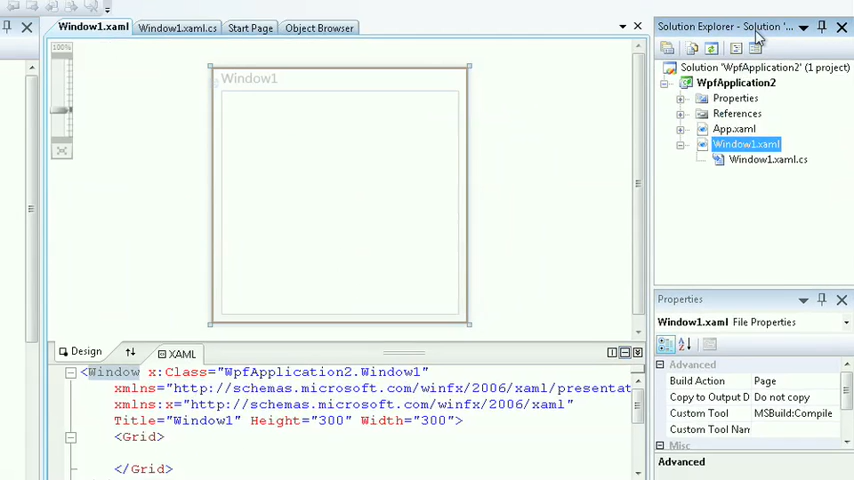 Window1.xaml
Window1.xaml.cs
Start Page
Object Browser
100%
Window1
Design
XAML
<Window x:Class="WpfApplication2.Window1"
xmlns="http://schemas.microsoft.com/winfx/2006/xaml/presentat
xmlns:x="http://schemas.microsoft.com/winfx/2006/xaml"
Title="Window1" Height="300" Width="300">
<Grid>
</Grid>
Solution Explorer - Solution '...
Solution 'WpfApplication2' (1 project)
WpfApplication2
Properties
References
App.xaml
Window1.xaml
Window1.xaml.cs
Properties
Window1.xaml File Properties
Advanced
Build Action Page
Copy to Output D Do not copy
Custom Tool MSBuild:Compile
Custom Tool Nam
Misc
Advanced